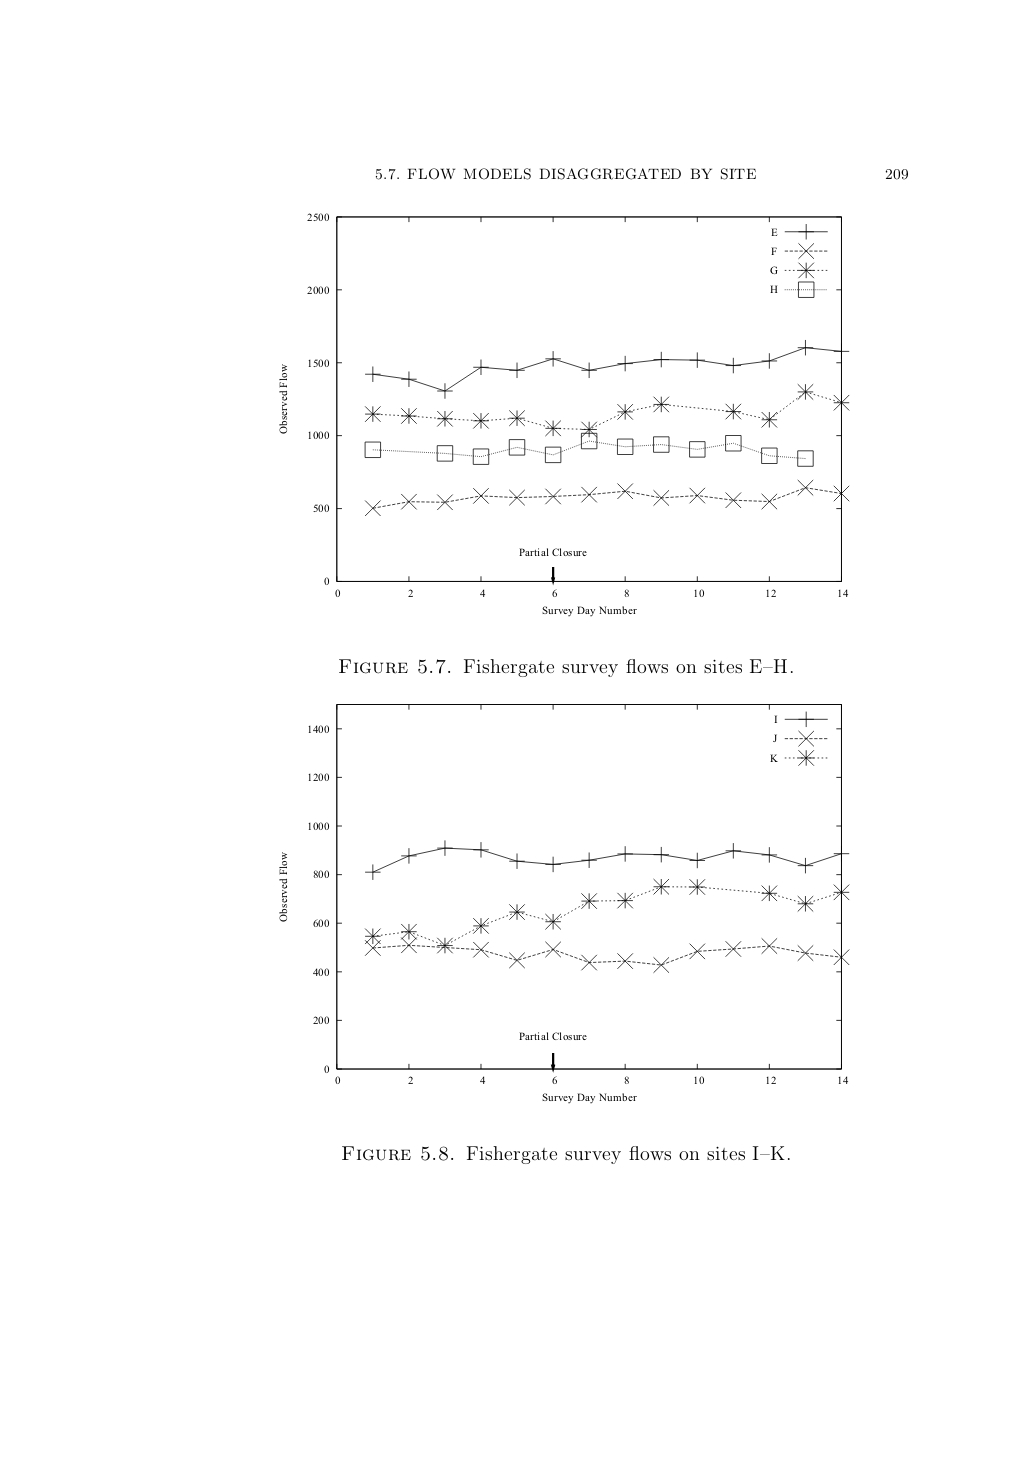 5.7. FLOW MODELS DISAGGREGATED BY SITE 209
2500
2000
1500
1000
500
0
Observed Flow
E
F
G
H
Partial Closure
0 2 4 6 8 10 12 14
Survey Day Number
FIGURE 5.7. Fishergate survey flows on sites E–H.
1400
1200
1000
800
600
400
200
0
Observed Flow
I
J
K
Partial Closure
0 2 4 6 8 10 12 14
Survey Day Number
FIGURE 5.8. Fishergate survey flows on sites I–K.